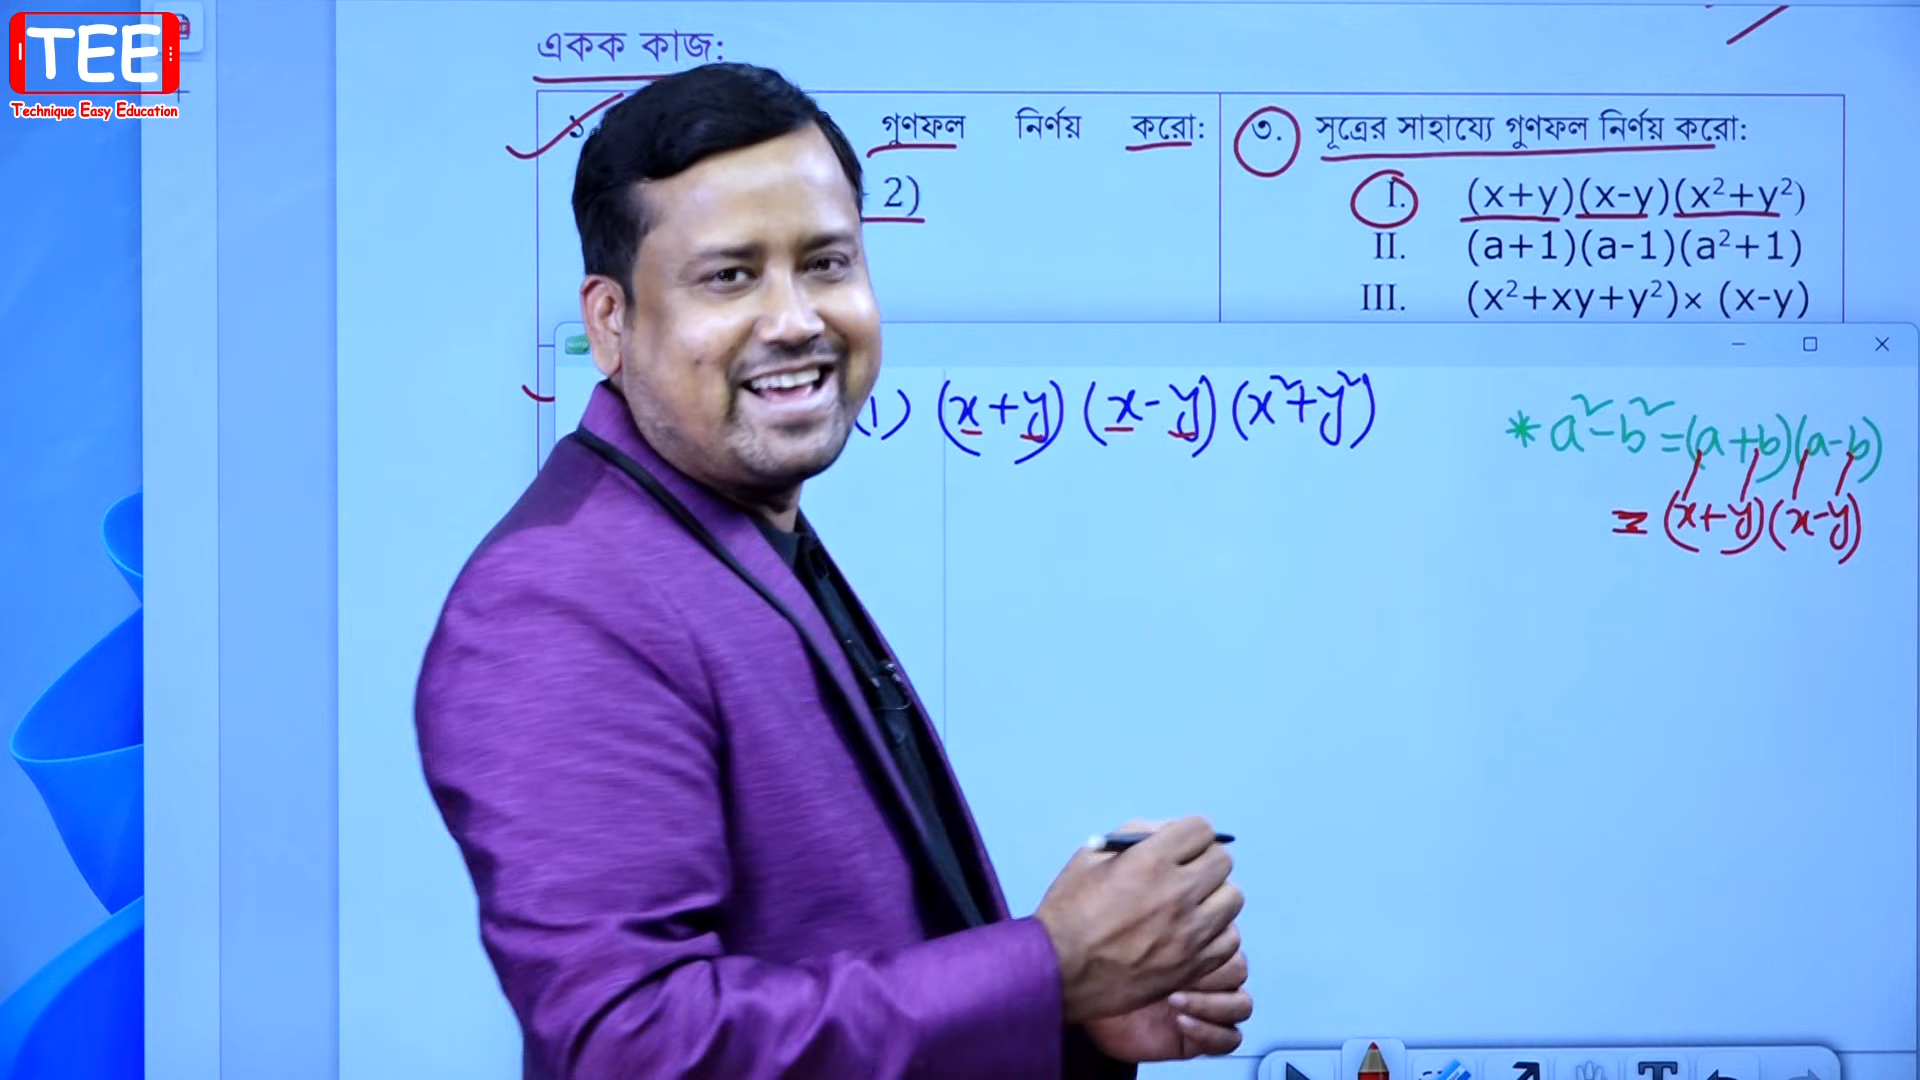 TEE
Technique Easy Education
একক কাজ:
গুণফল নির্ণয় করো:
2)
৩. সূত্রের সাহায্যে গুণফল নির্ণয় করো:
I. (x+y)(x-y)(x²+y²)
II. (a+1)(a-1)(a²+1)
III. (x²+xy+y²)× (x-y)
1) (x+y) (x-y) (x²+y²)
* a²-b²=(a+b)(a-b)
= (x+y)(x-y)